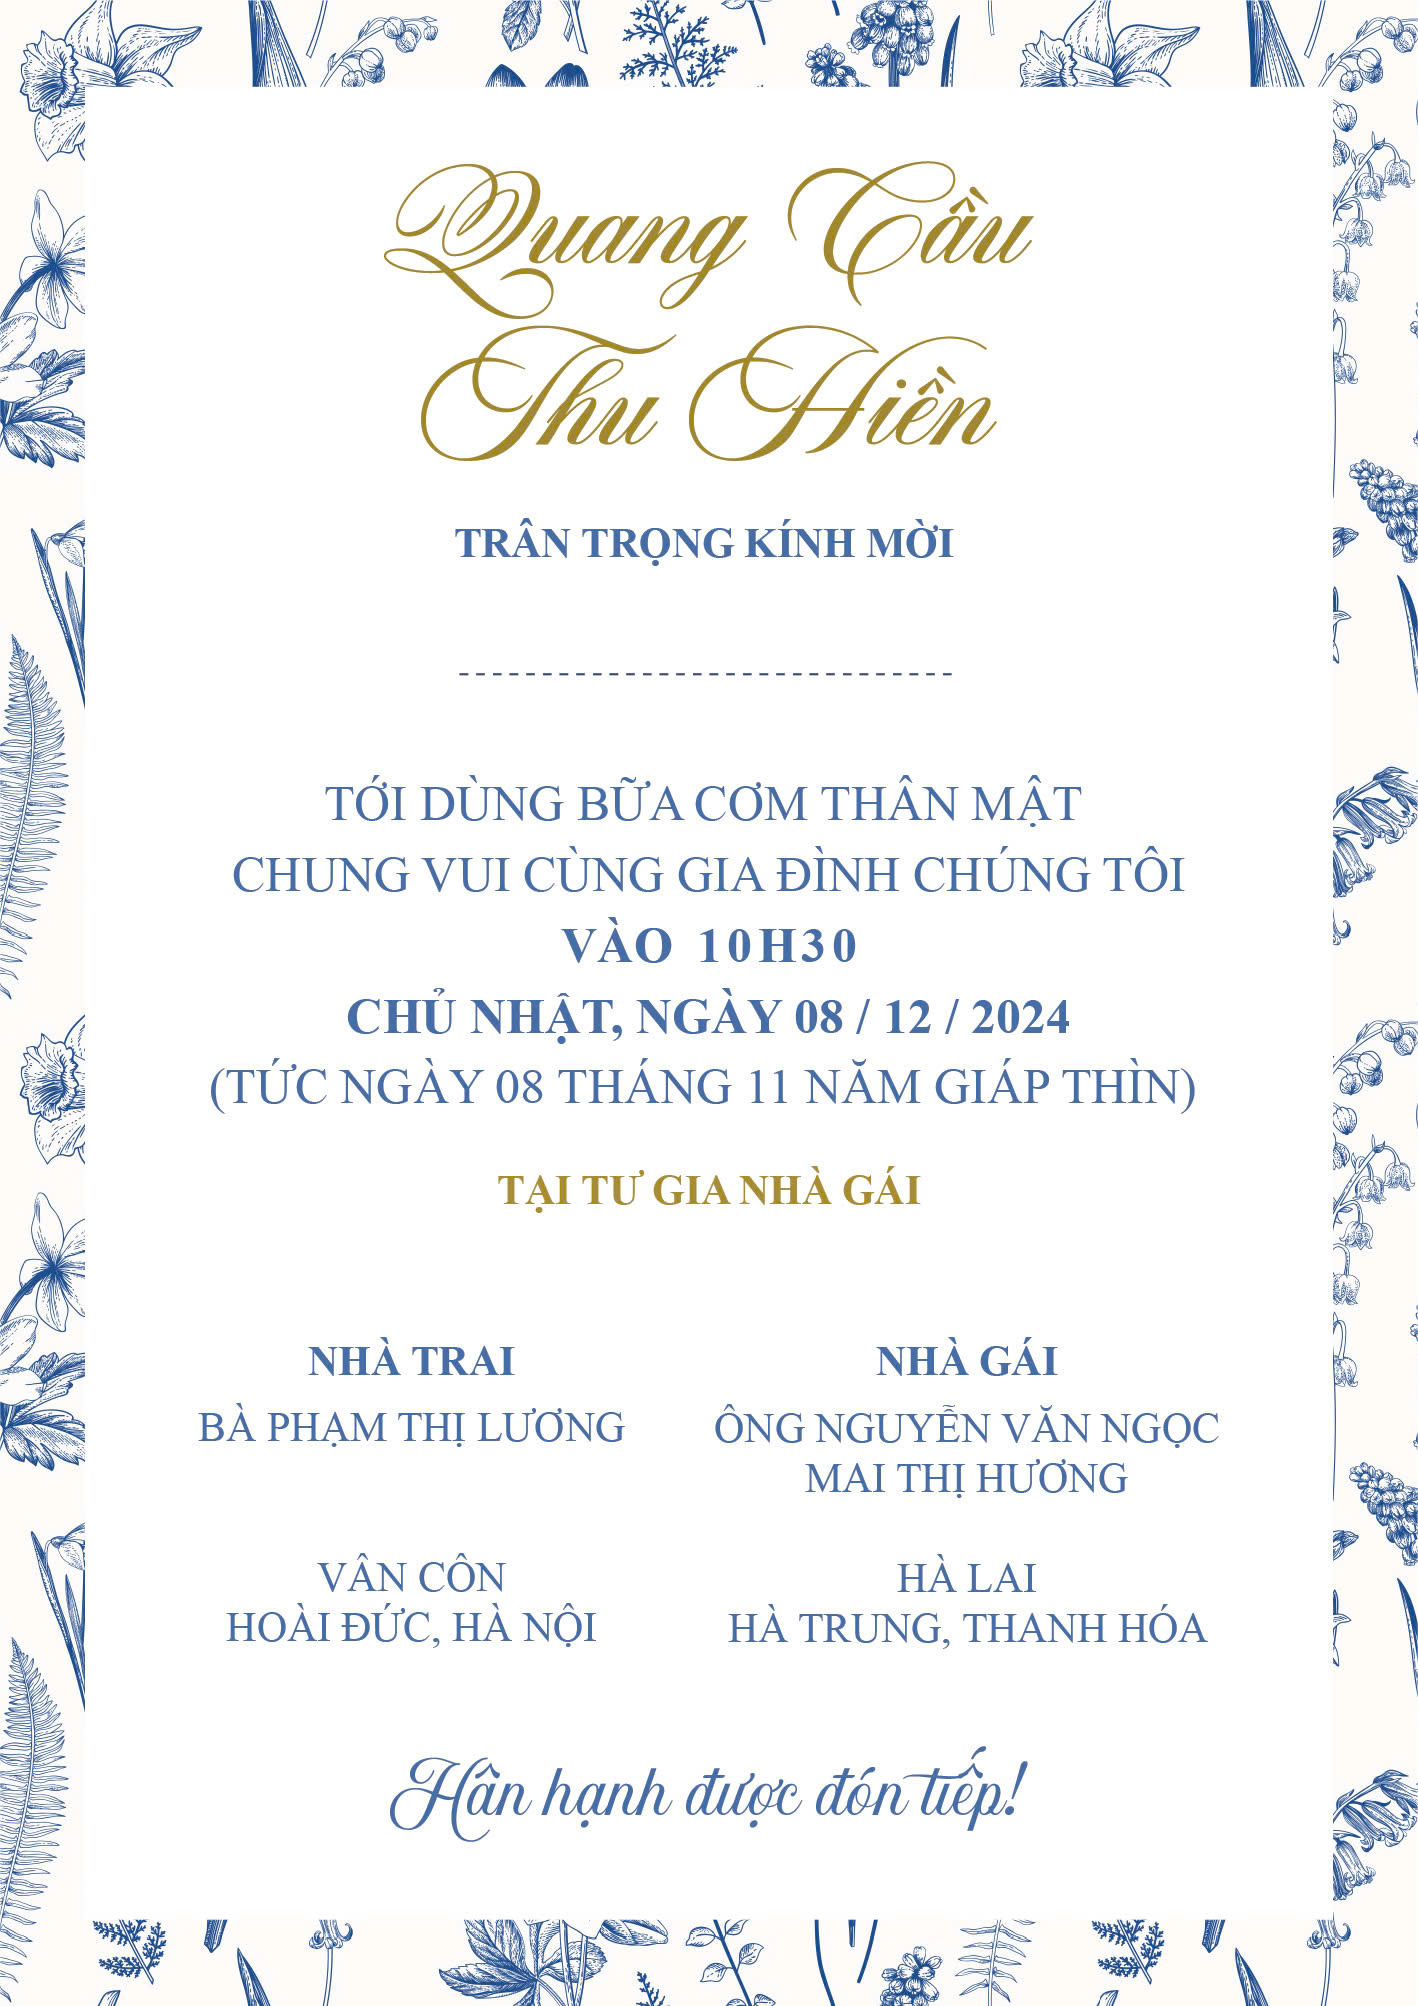 Quang Cầu
Thu Hiền
TRÂN TRỌNG KÍNH MỜI
------------------------------
TỚI DÙNG BỮA CƠM THÂN MẬT
CHUNG VUI CÙNG GIA ĐÌNH CHÚNG TÔI
VÀO 10H30
CHỦ NHẬT, NGÀY 08 / 12 / 2024
(TỨC NGÀY 08 THÁNG 11 NĂM GIÁP THÌN)
TẠI TƯ GIA NHÀ GÁI
NHÀ TRAI
BÀ PHẠM THỊ LƯƠNG
VÂN CÔN
HOÀI ĐỨC, HÀ NỘI
NHÀ GÁI
ÔNG NGUYỄN VĂN NGỌC
MAI THỊ HƯƠNG
HÀ LAI
HÀ TRUNG, THANH HÓA
Hân hạnh được đón tiếp!